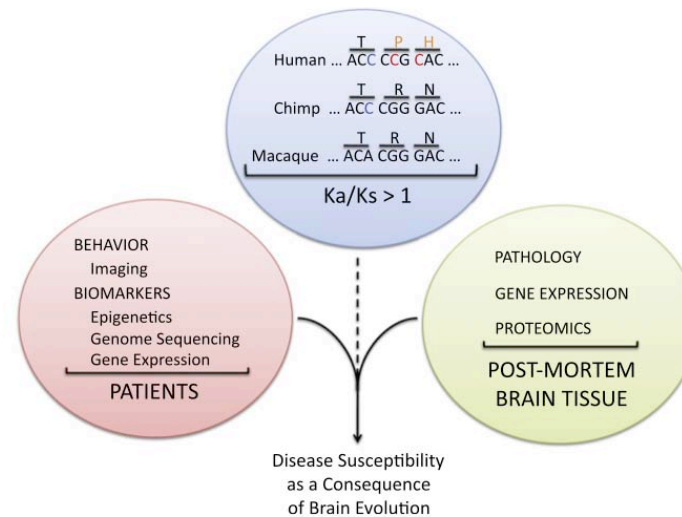 T P H
Human ... ACC CCG CAC ...
T R N
Chimp ... ACC CGG GAC ...
T R N
Macaque ... ACA CGG GAC ...
Ka/Ks > 1
BEHAVIOR
Imaging
BIOMARKERS
Epigenetics
Genome Sequencing
Gene Expression
PATIENTS
PATHOLOGY
GENE EXPRESSION
PROTEOMICS
POST-MORTEM
BRAIN TISSUE
Disease Susceptibility
as a Consequence
of Brain Evolution